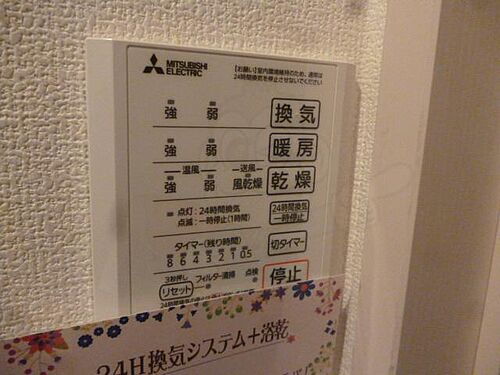 MITSUBISHI
ELECTRIC
【お願い】室内環境維持のため、通常は
24時間換気を停止させないでください
強 弱 換気
強 弱 暖房
温風 送風
強 弱 風乾燥 乾燥
点灯:24時間換気
点滅:一時停止(1時間)
24時間換気
一時停止
タイマー(残り時間)
8 6 4 3 2 1 0.5
切タイマー
3秒押し フィルター清掃 点検
リセット
停止
24H換気システム+浴乾